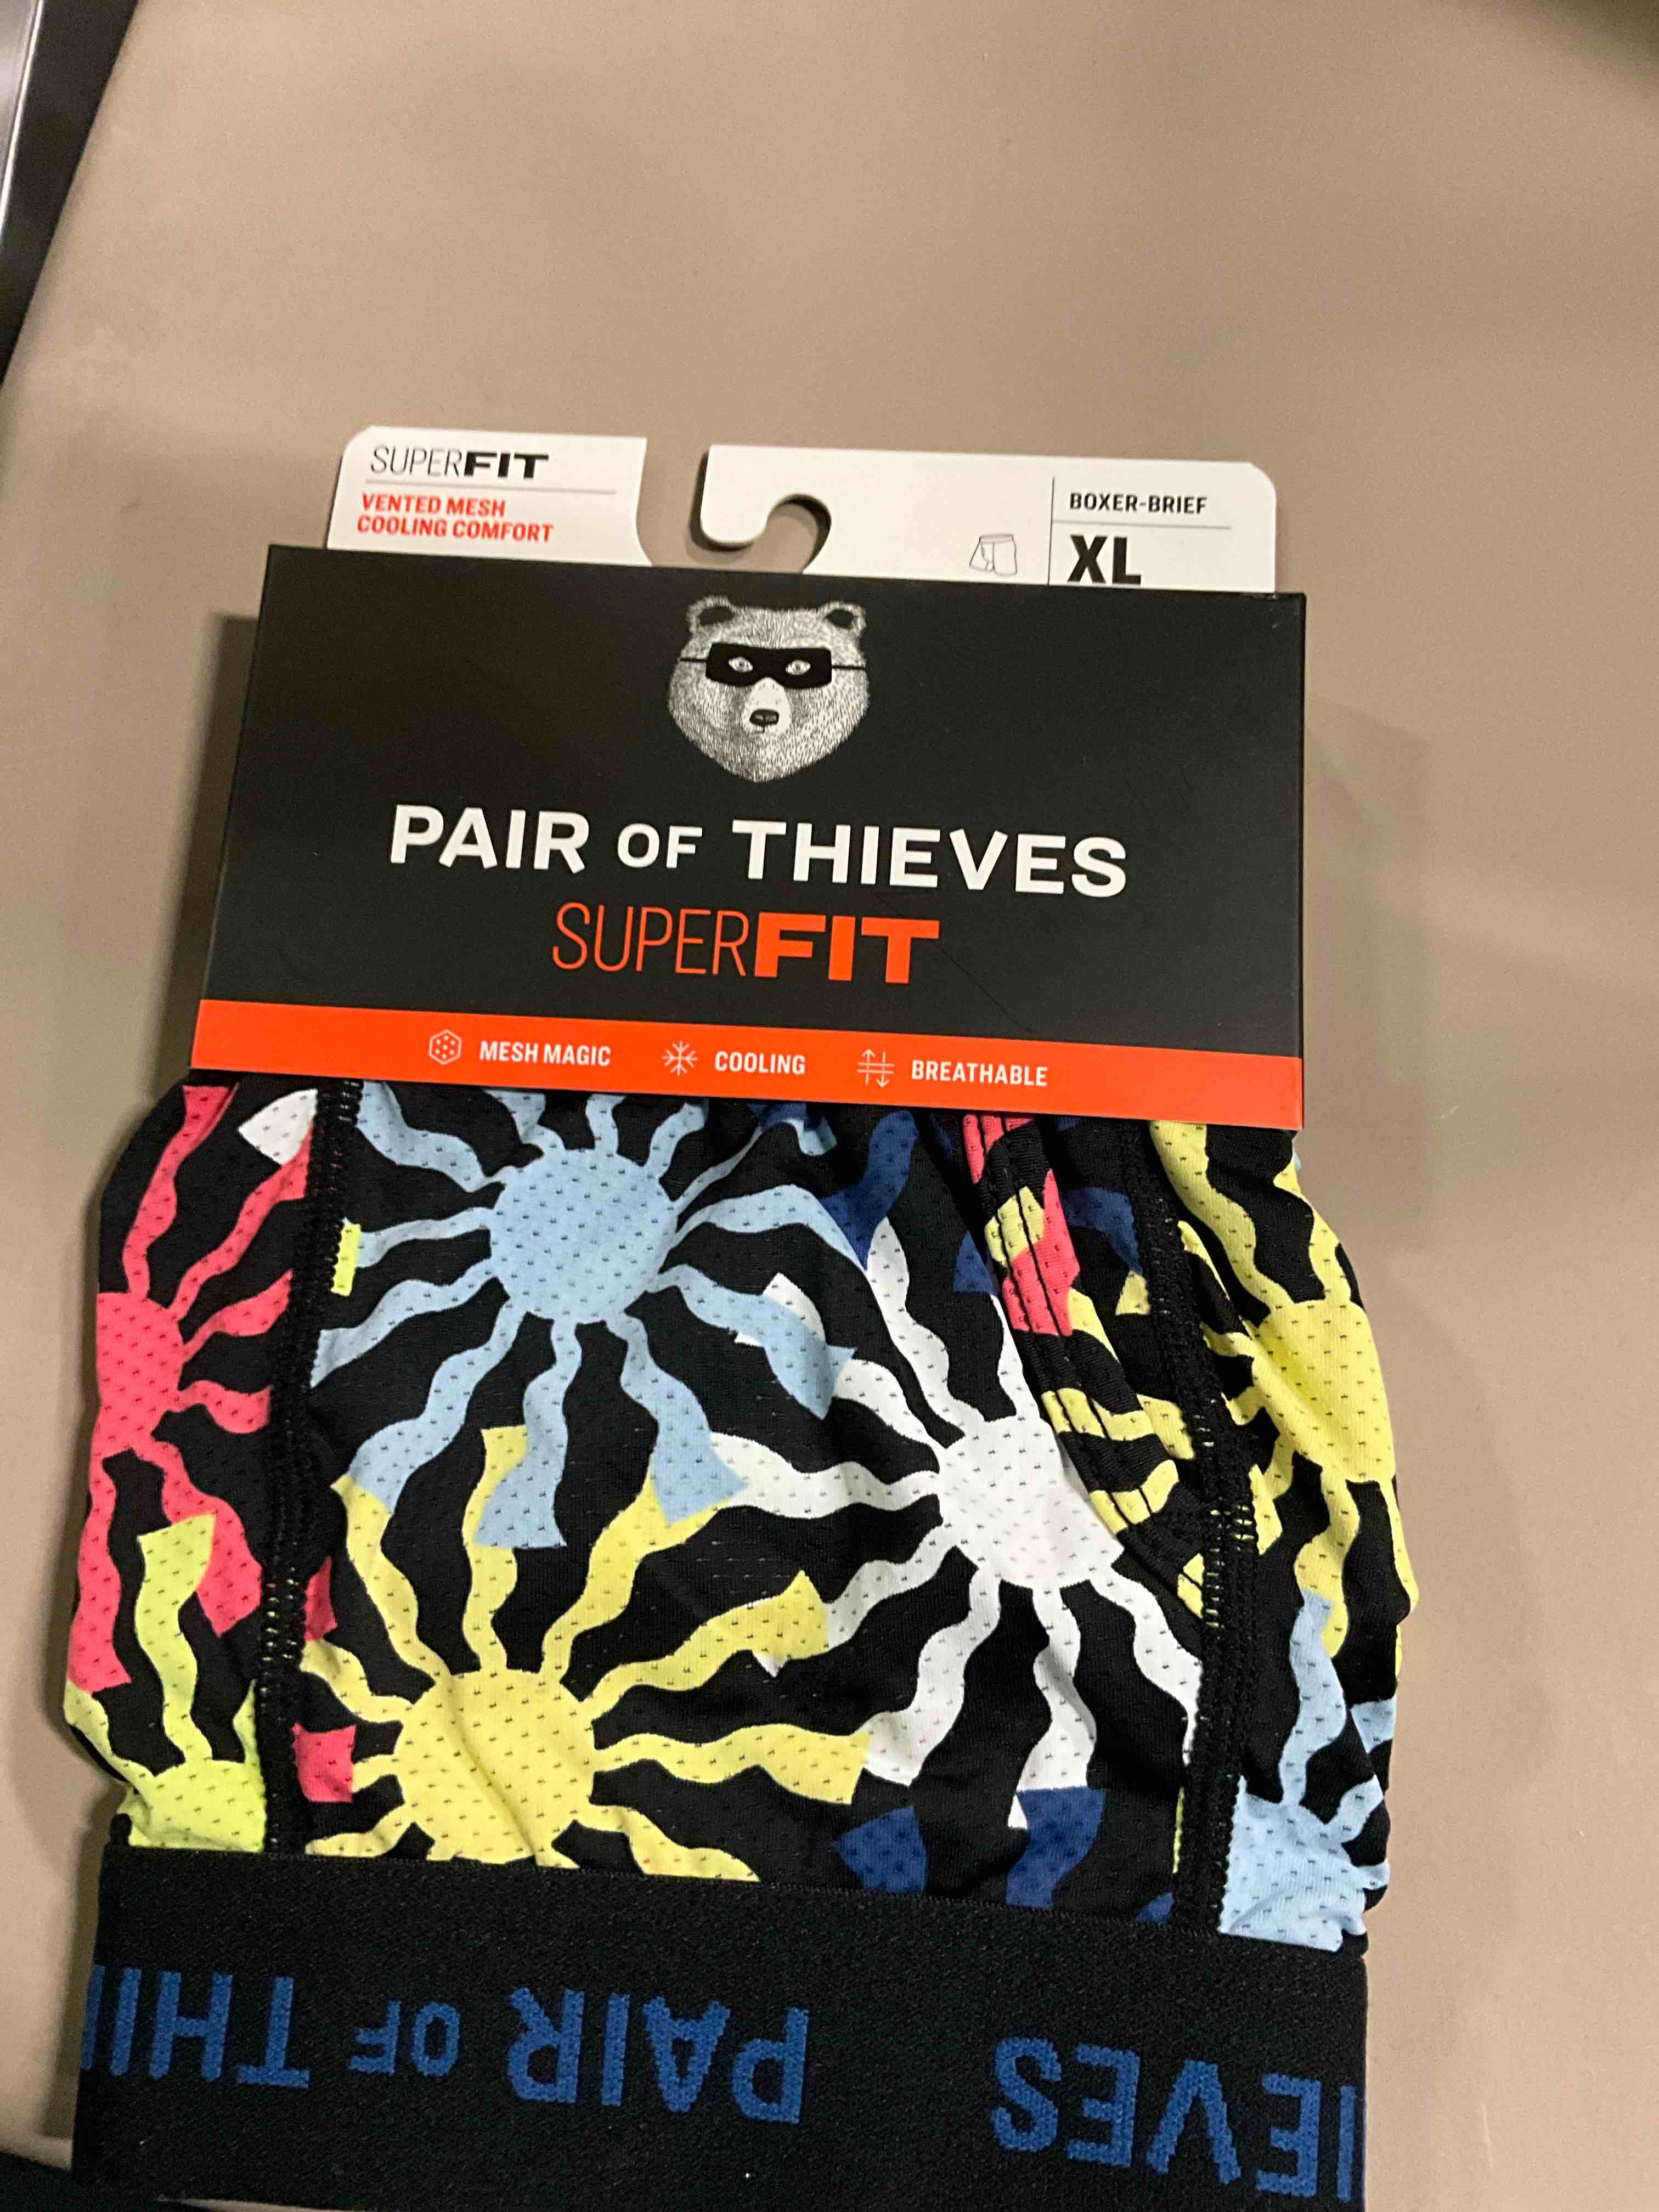 SUPERFIT
VENTED MESH
COOLING COMFORT
BOXER-BRIEF
XL
PAIR OF THIEVES
SUPERFIT
MESH MAGIC
COOLING
BREATHABLE
PAIR OF THI
IEVES